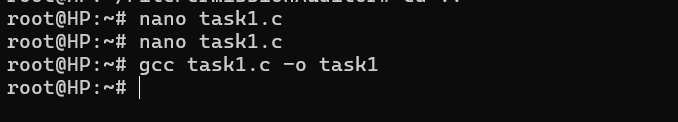 root@HP:~# nano task1.c
root@HP:~# nano task1.c
root@HP:~# gcc task1.c -o task1
root@HP:~#